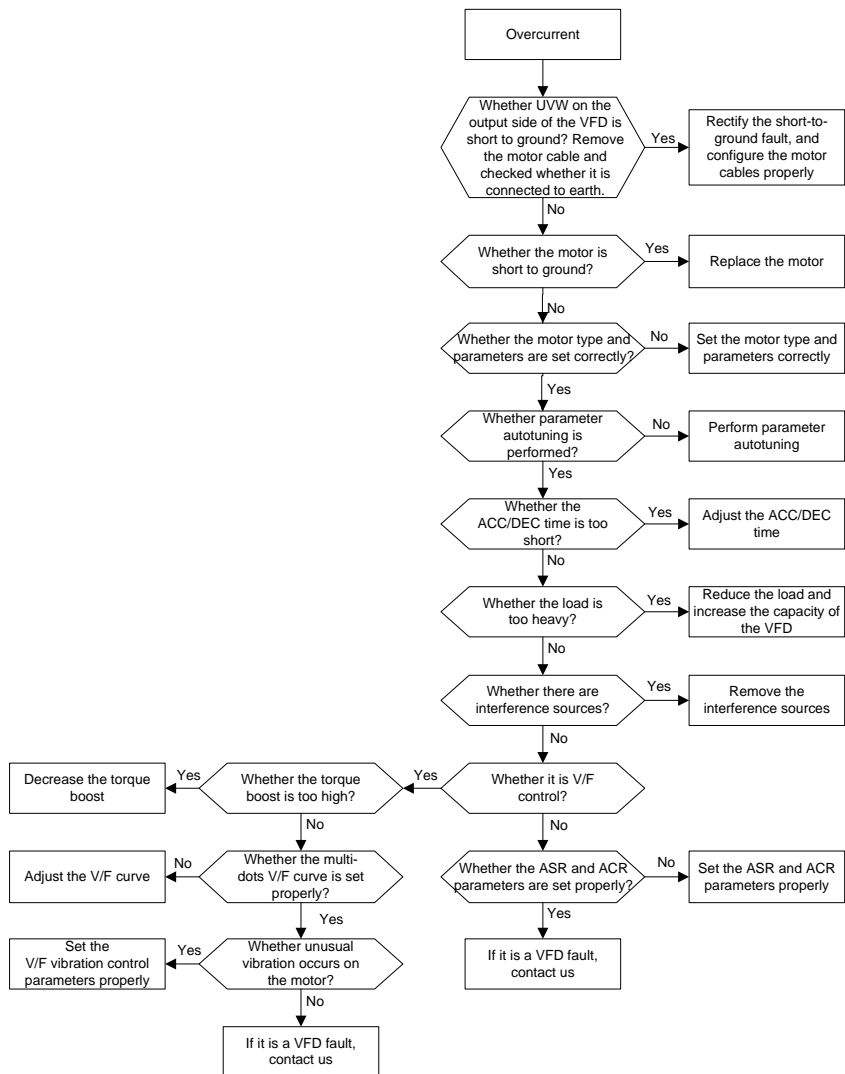 Overcurrent
Whether UVW on the
output side of the VFD is
short to ground? Remove
the motor cable and
checked whether it is
connected to earth.
Yes
Rectify the short-to-
ground fault, and
configure the motor
cables properly
No
Whether the motor is
short to ground?
Yes
Replace the motor
No
Whether the motor type and
parameters are set correctly?
No
Set the motor type and
parameters correctly
Yes
Whether parameter
autotuning is
performed?
No
Perform parameter
autotuning
Yes
Whether the
ACC/DEC time is too
short?
Yes
Adjust the ACC/DEC
time
No
Whether the load is
too heavy?
Yes
Reduce the load and
increase the capacity of
the VFD
No
Whether there are
interference sources?
Yes
Remove the
interference sources
No
Whether it is V/F
control?
Yes
Whether the torque
boost is too high?
Yes
Decrease the torque
boost
No
Whether the multi-
dots V/F curve is set
properly?
No
Adjust the V/F curve
Yes
Whether unusual
vibration occurs on
the motor?
Yes
Set the
V/F vibration control
parameters properly
No
If it is a VFD fault,
contact us
No
Whether the ASR and ACR
parameters are set properly?
No
Set the ASR and ACR
parameters properly
Yes
If it is a VFD fault,
contact us